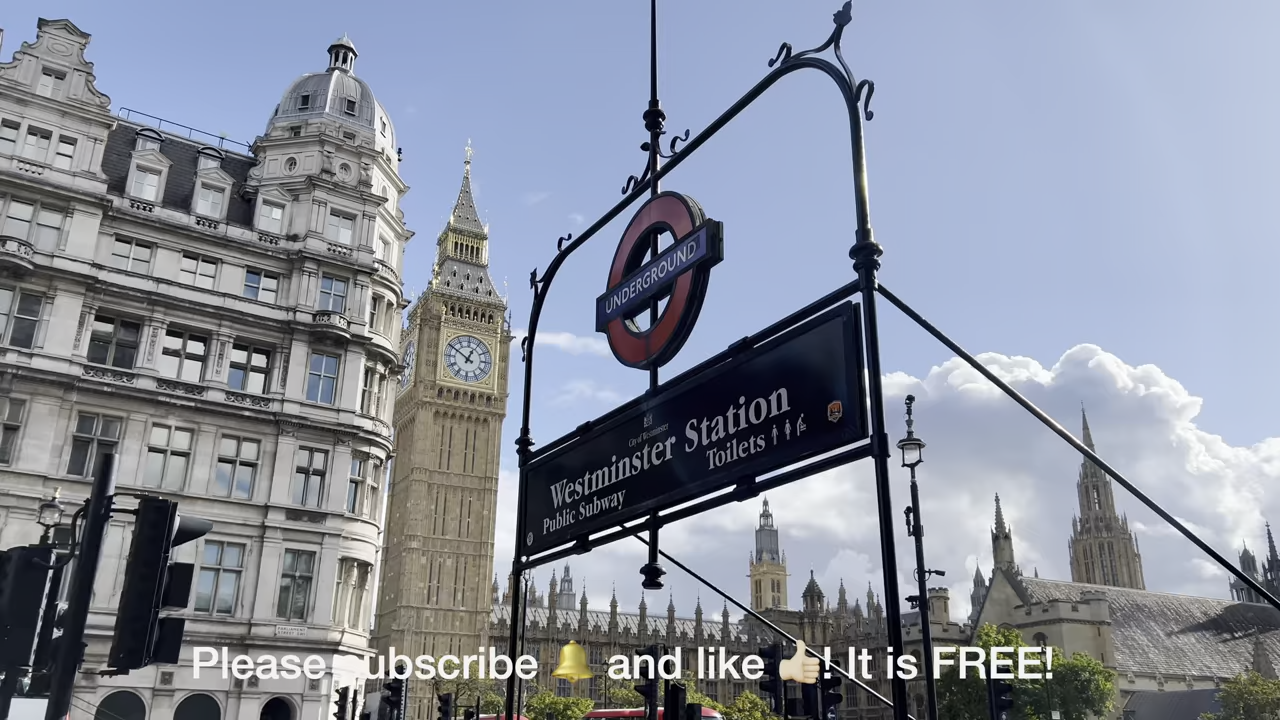 UNDERGROUND
City of Westminster
Westminster Station
Public Subway
Toilets
Please subscribe 🔔 and like 👍🏻! It is FREE!